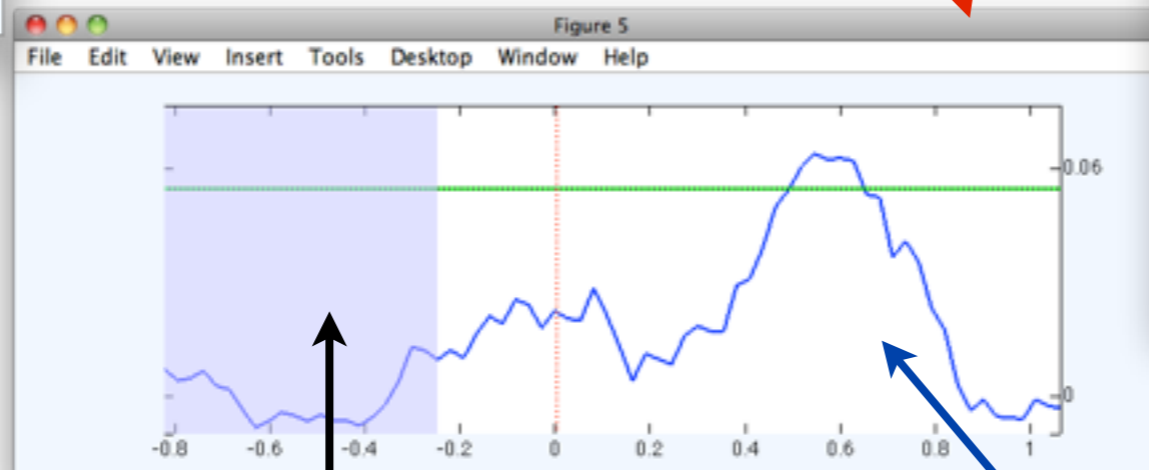 Figure 5
File Edit View Insert Tools Desktop Window Help
0.06
0
-0.8 -0.6 -0.4 -0.2 0 0.2 0.4 0.6 0.8 1